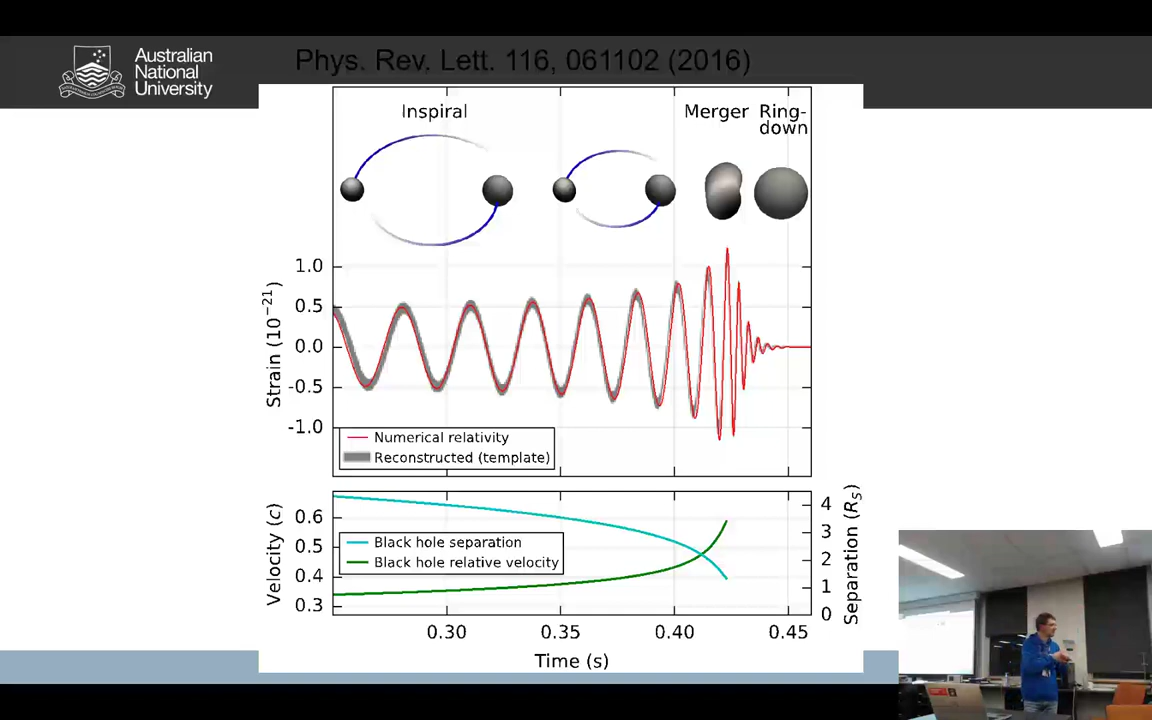 Australian
National
University
Phys. Rev. Lett. 116, 061102 (2016)
Inspiral
Merger
Ring-
down
Strain (10⁻²¹)
1.0
0.5
0.0
-0.5
-1.0
Numerical relativity
Reconstructed (template)
Velocity (c)
0.6
0.5
0.4
0.3
Black hole separation
Black hole relative velocity
4
3
2
1
0
Separation (R_S)
0.30 0.35 0.40 0.45
Time (s)